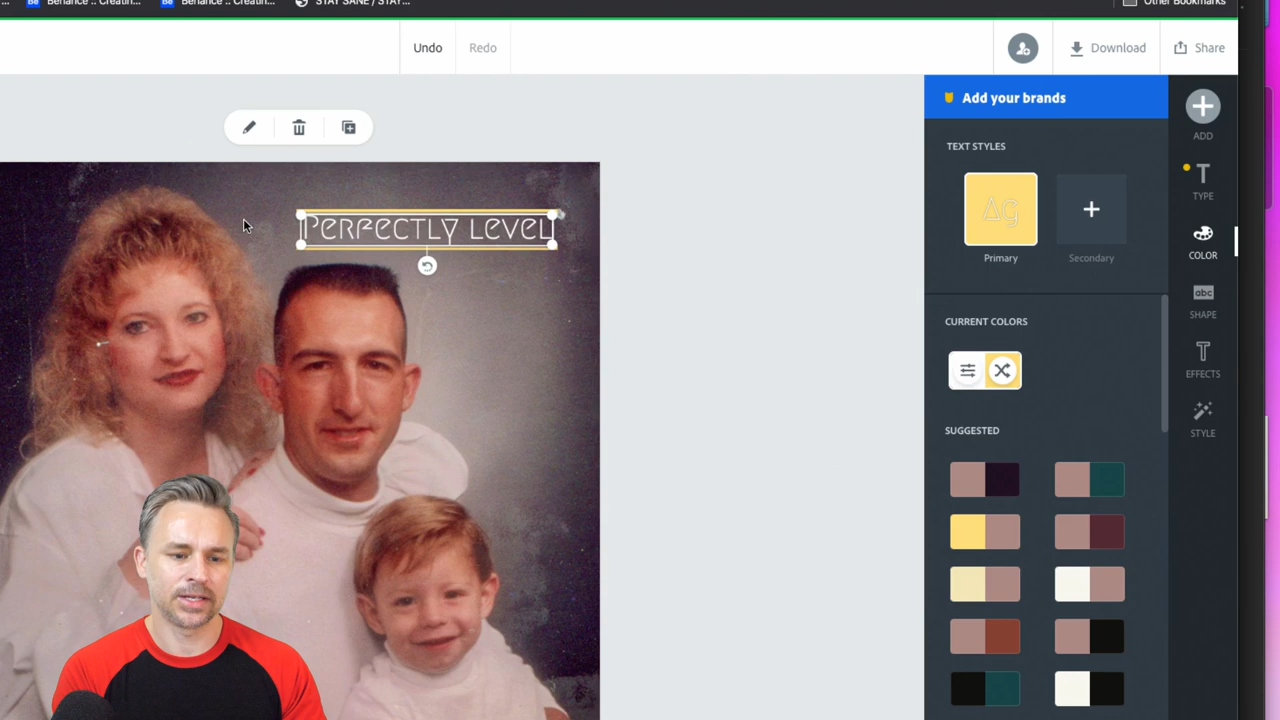 ... Behance :: Creatin... Behance :: Creatin... STAY SANE / STAY... Other Bookmarks
Undo Redo Download Share
Add your brands
ADD
TEXT STYLES
TYPE
Ag
+
Primary Secondary
COLOR
PERFECTLY LEVEL
CURRENT COLORS
abc
SHAPE
EFFECTS
SUGGESTED
STYLE